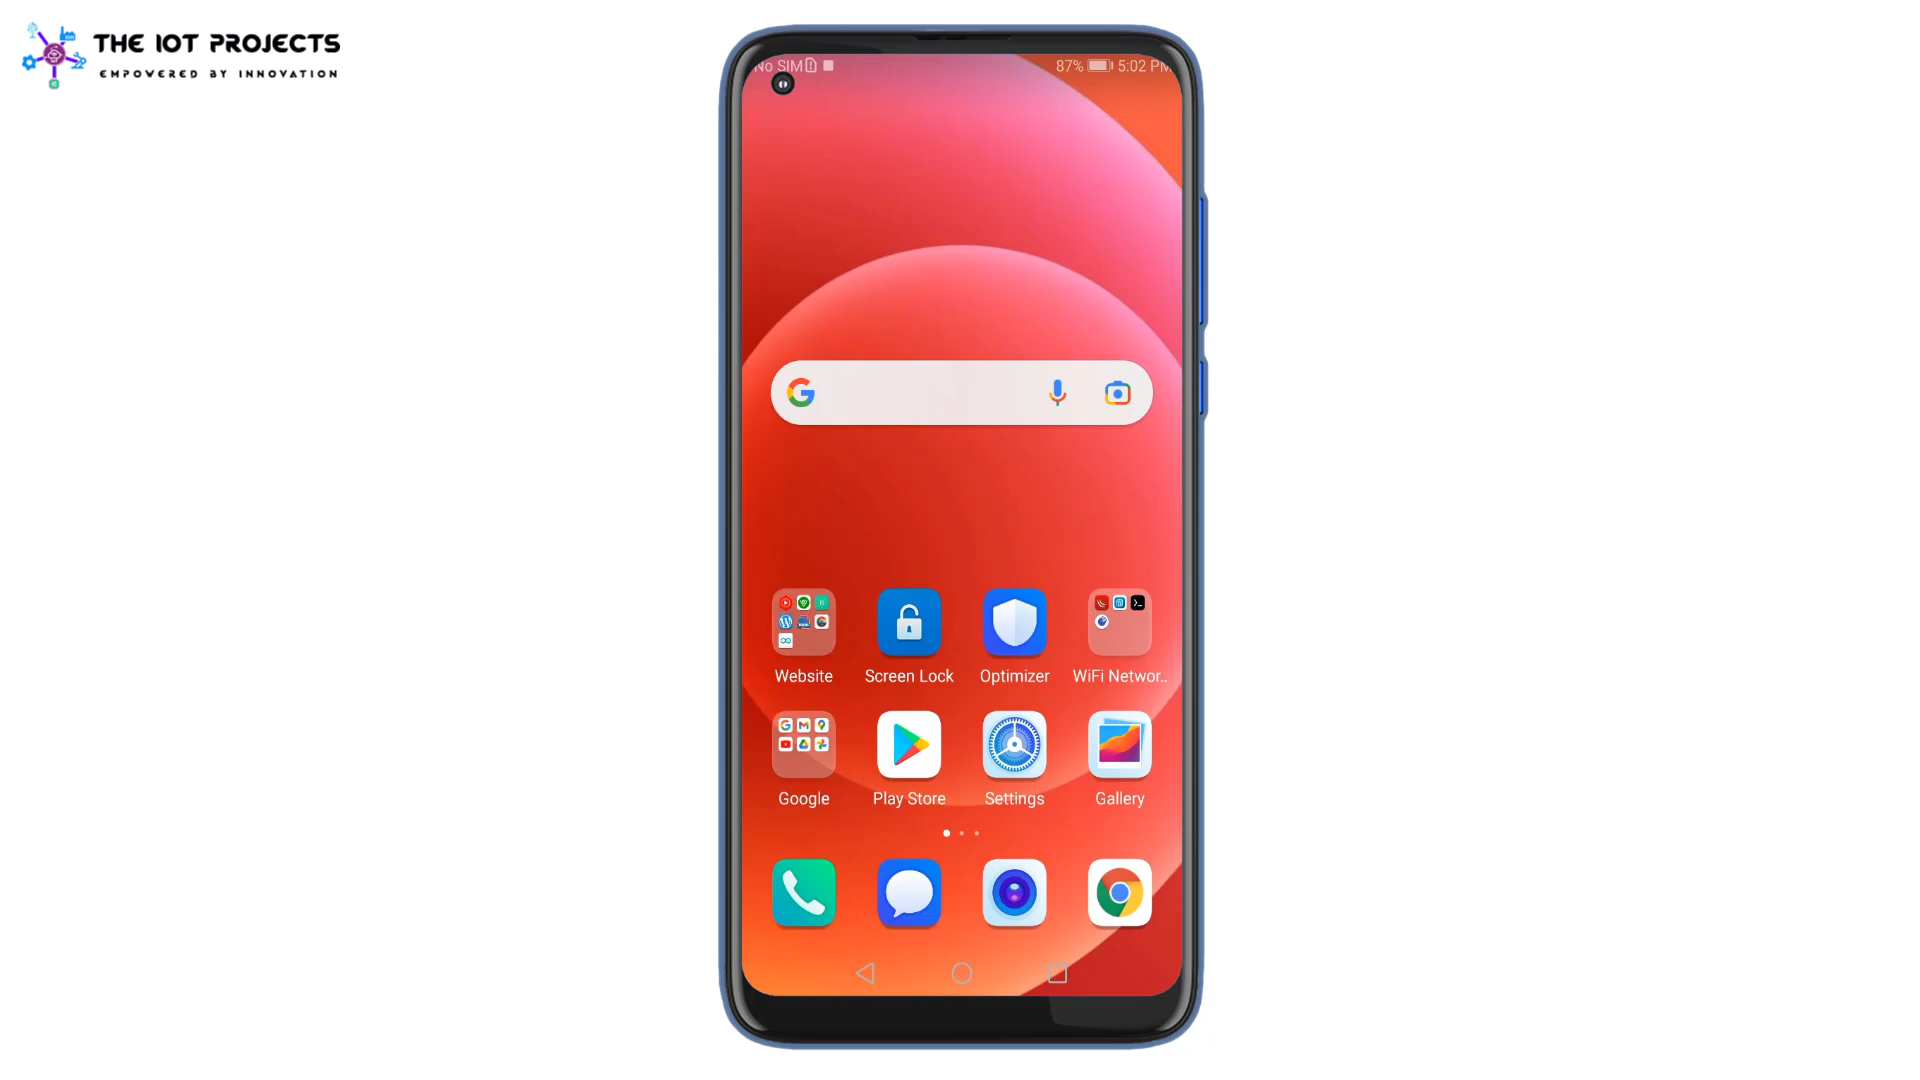 THE IOT PROJECTS
EMPOWERED BY INNOVATION
No SIM 87% 5:02 PM
Website Screen Lock Optimizer WiFi Networ..
Google Play Store Settings Gallery